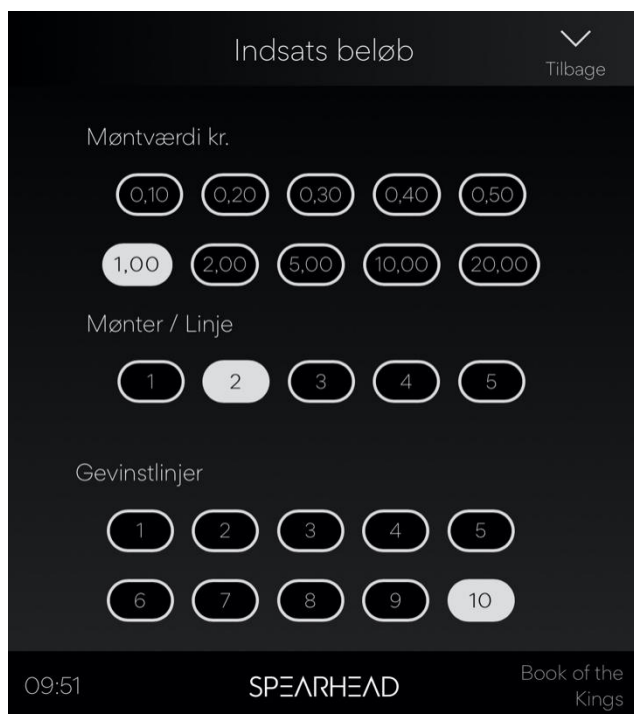 Indsats beløb
Tilbage
Møntværdi kr.
0,10 0,20 0,30 0,40 0,50
1,00 2,00 5,00 10,00 20,00
Mønter / Linje
1 2 3 4 5
Gevinstlinjer
1 2 3 4 5
6 7 8 9 10
09:51 SPEARHEAD Book of the
Kings